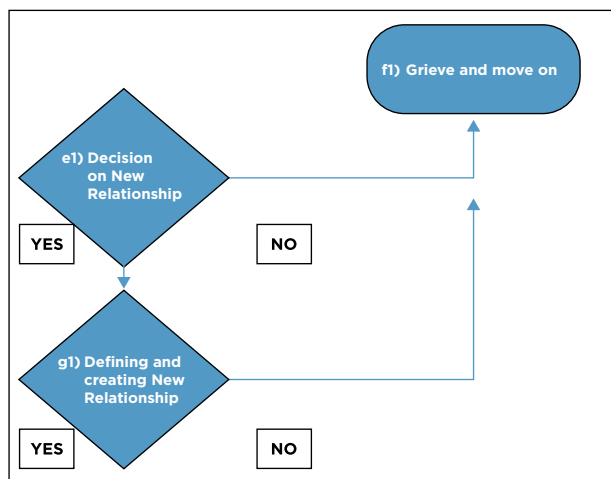 f1) Grieve and move on
e1) Decision
on New
Relationship
YES
NO
g1) Defining and
creating New
Relationship
YES
NO